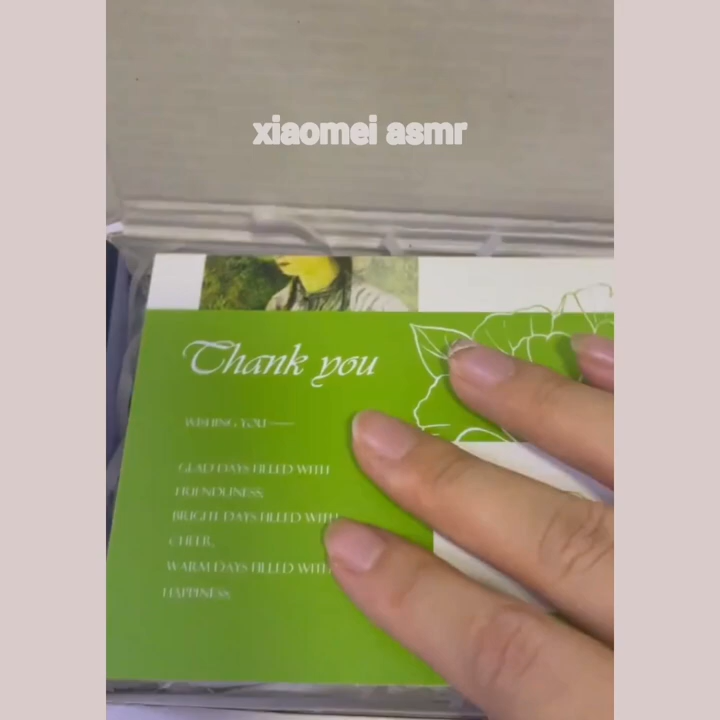 xiaomei asmr
Thank you
WISHING YOU——
GLAD DAYS FILLED WITH
FRIENDLINESS,
BRIGHT DAYS FILLED WITH
CHEER,
WARM DAYS FILLED WITH
HAPPINESS.